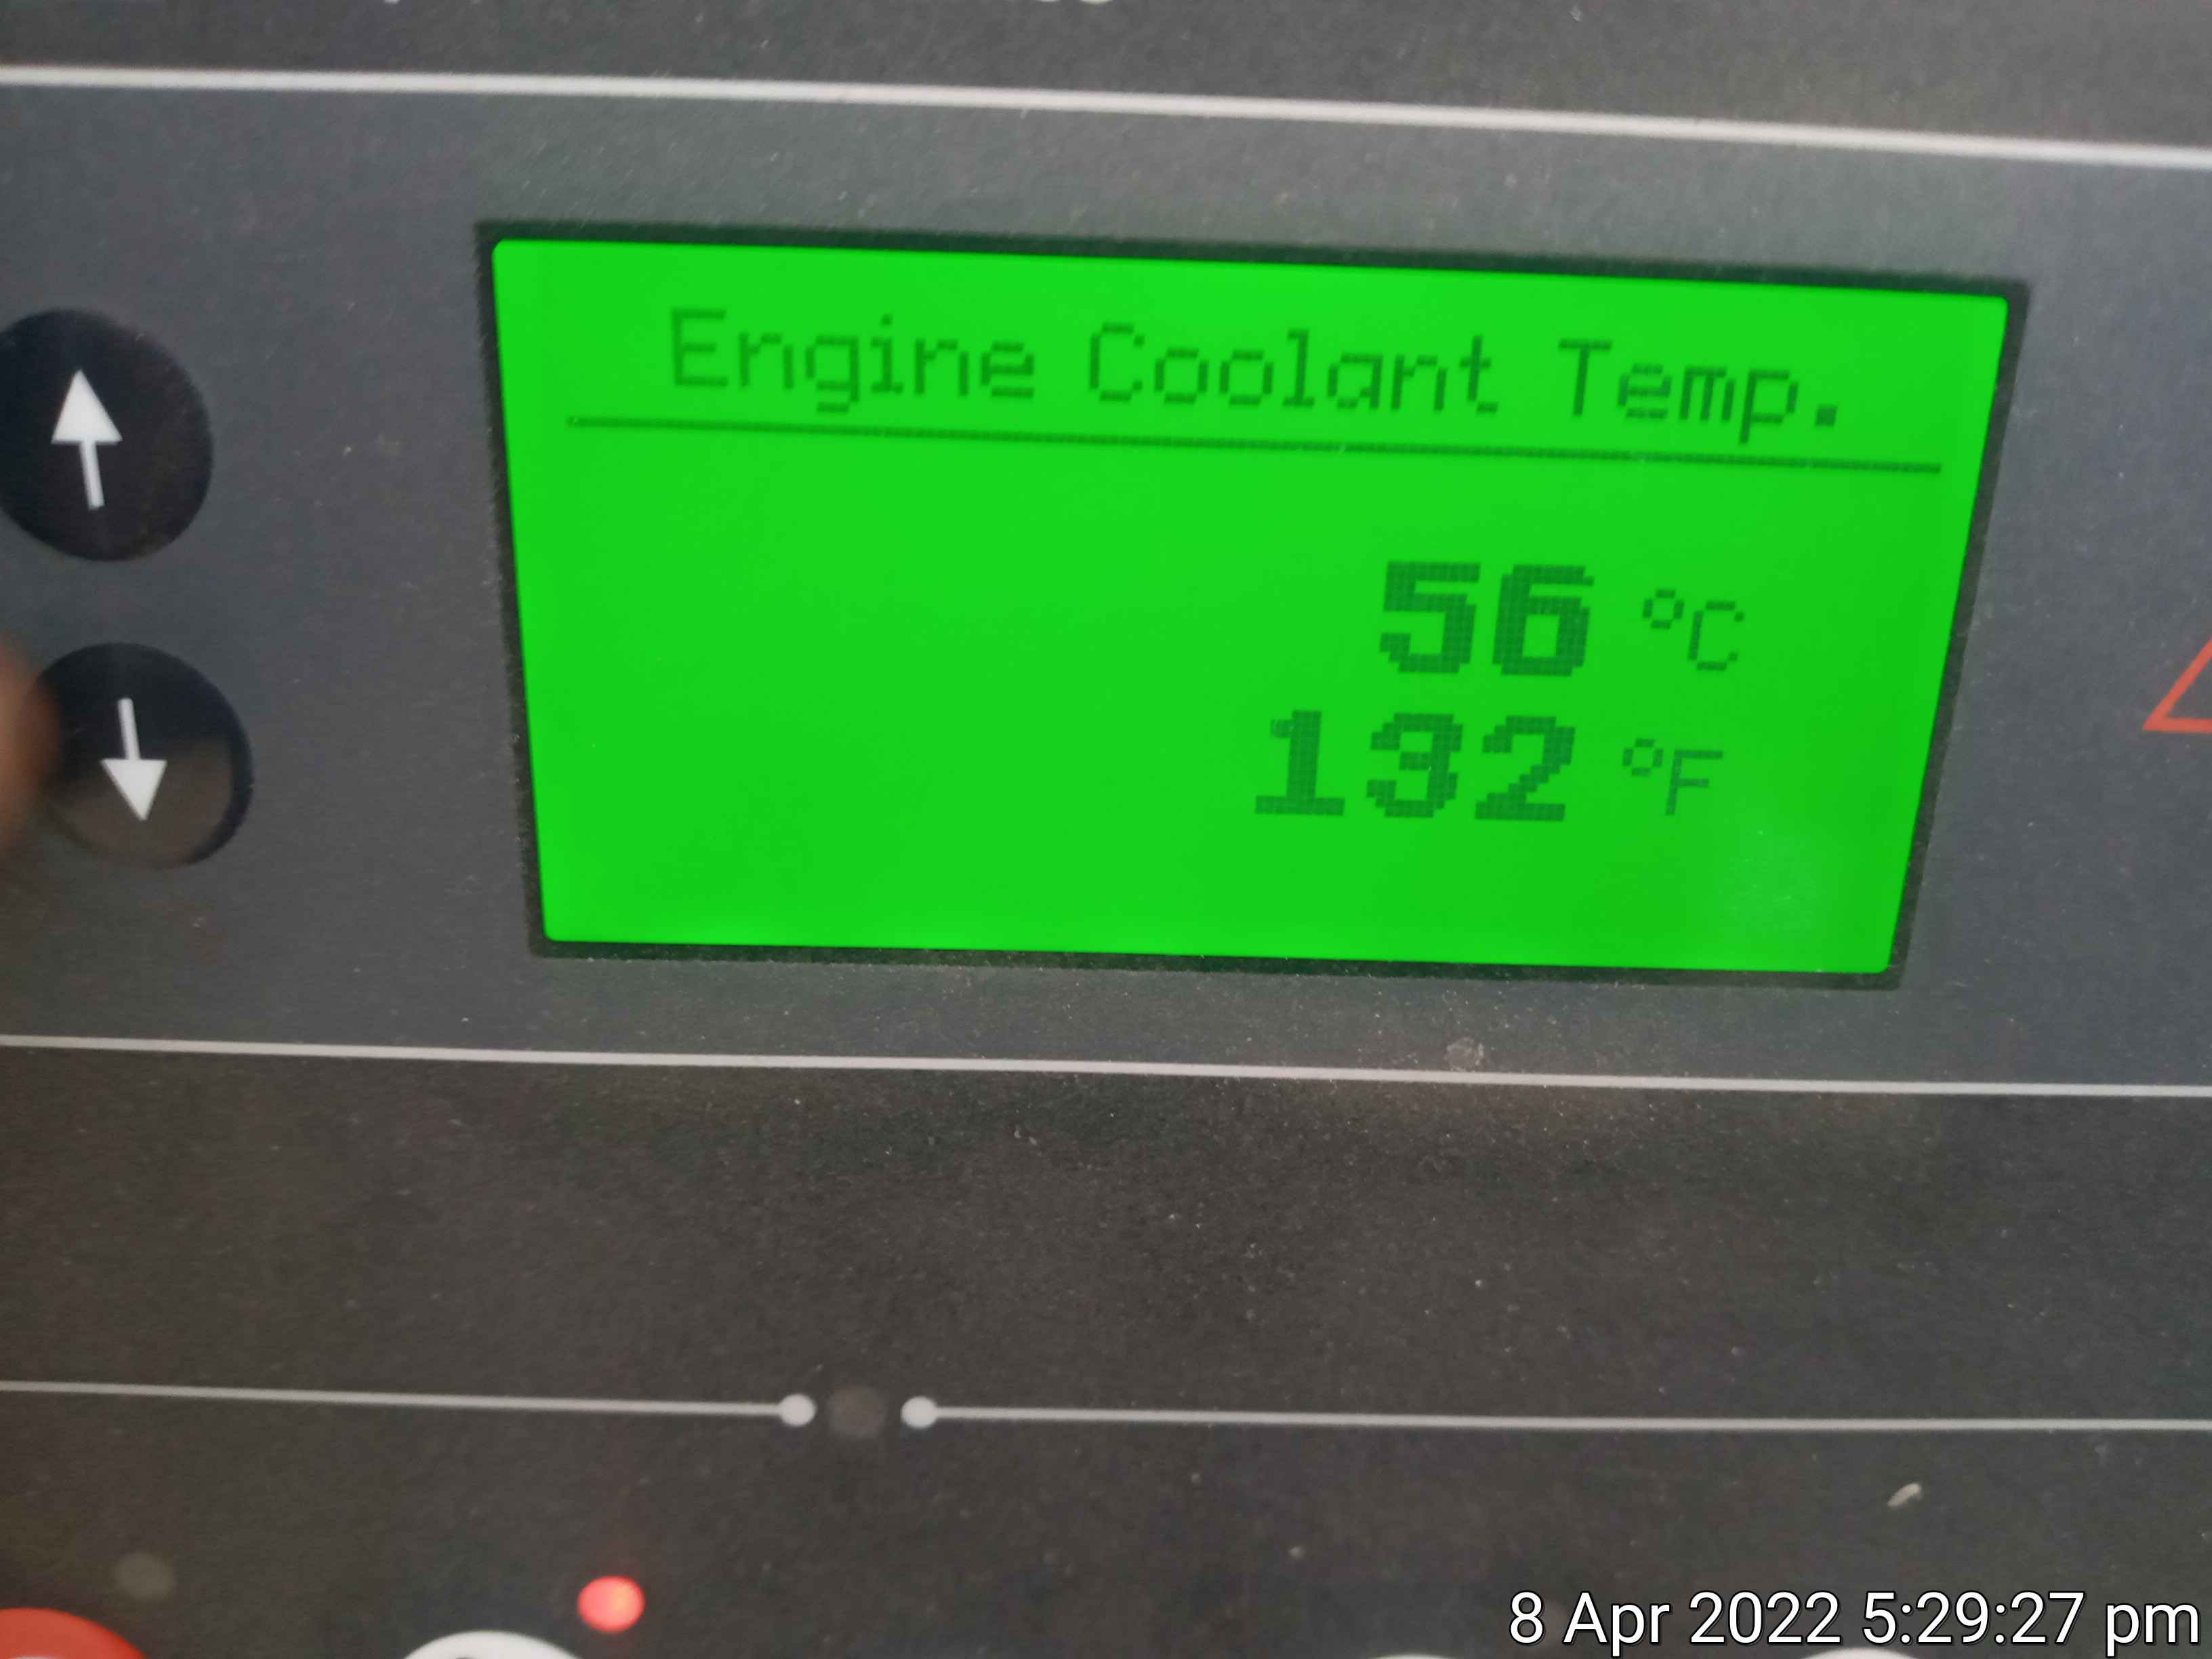 Engine Coolant Temp.
56 °C
132 °F
8 Apr 2022 5:29:27 pm